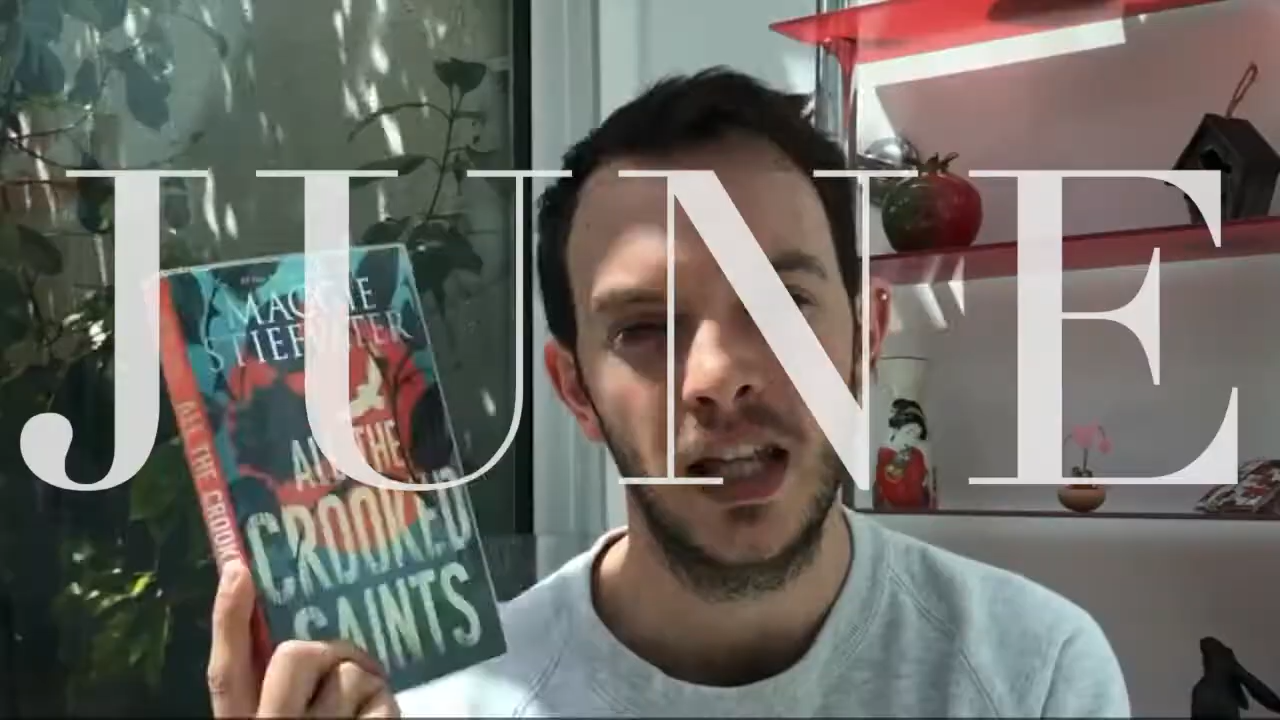 JUNE
MAGGIE
STIEFVATER
ALL THE
CROOKED
SAINTS
ALL THE CROOKED